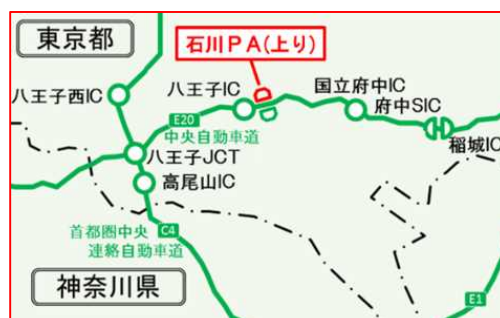 東京都
石川PA(上り)
八王子西IC
八王子IC
国立府中IC
府中SIC
稲城IC
E20
中央自動車道
八王子JCT
高尾山IC
首都圏中央
連絡自動車道
C4
神奈川県
E1